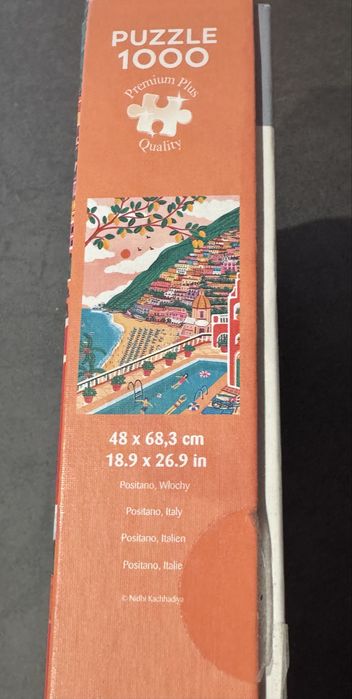 PUZZLE
1000
Premium Plus
Quality
48 x 68,3 cm
18.9 x 26.9 in
Positano, Włochy
Positano, Italy
Positano, Italien
Positano, Italie
© Nidhi Kachhadiya